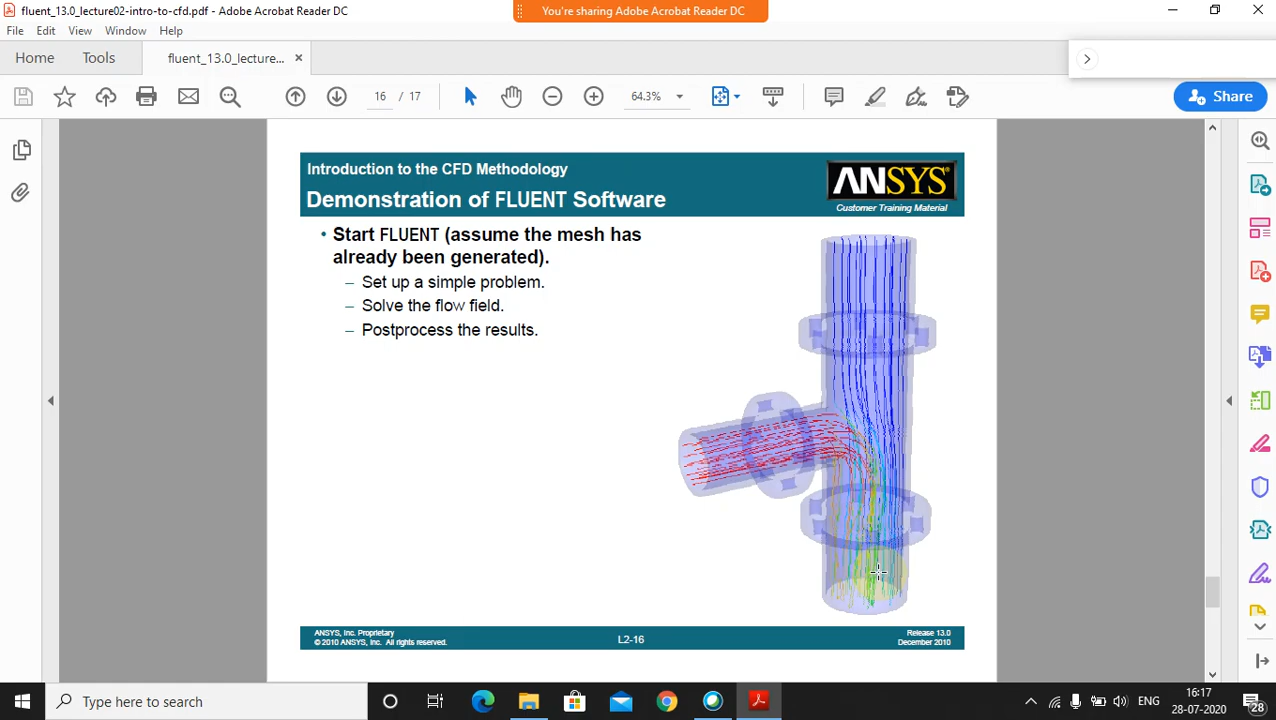 fluent_13.0_lecture02-intro-to-cfd.pdf - Adobe Acrobat Reader DC
You're sharing Adobe Acrobat Reader DC
File Edit View Window Help
Home Tools fluent_13.0_lecture... ×
16 / 17 64.3% Share
Introduction to the CFD Methodology
Demonstration of FLUENT Software
ANSYS®
Customer Training Material
• Start FLUENT (assume the mesh has
already been generated).
– Set up a simple problem.
– Solve the flow field.
– Postprocess the results.
ANSYS, Inc. Proprietary
© 2010 ANSYS, Inc. All rights reserved.
L2-16
Release 13.0
December 2010
Type here to search
ENG
16:17
28-07-2020
28